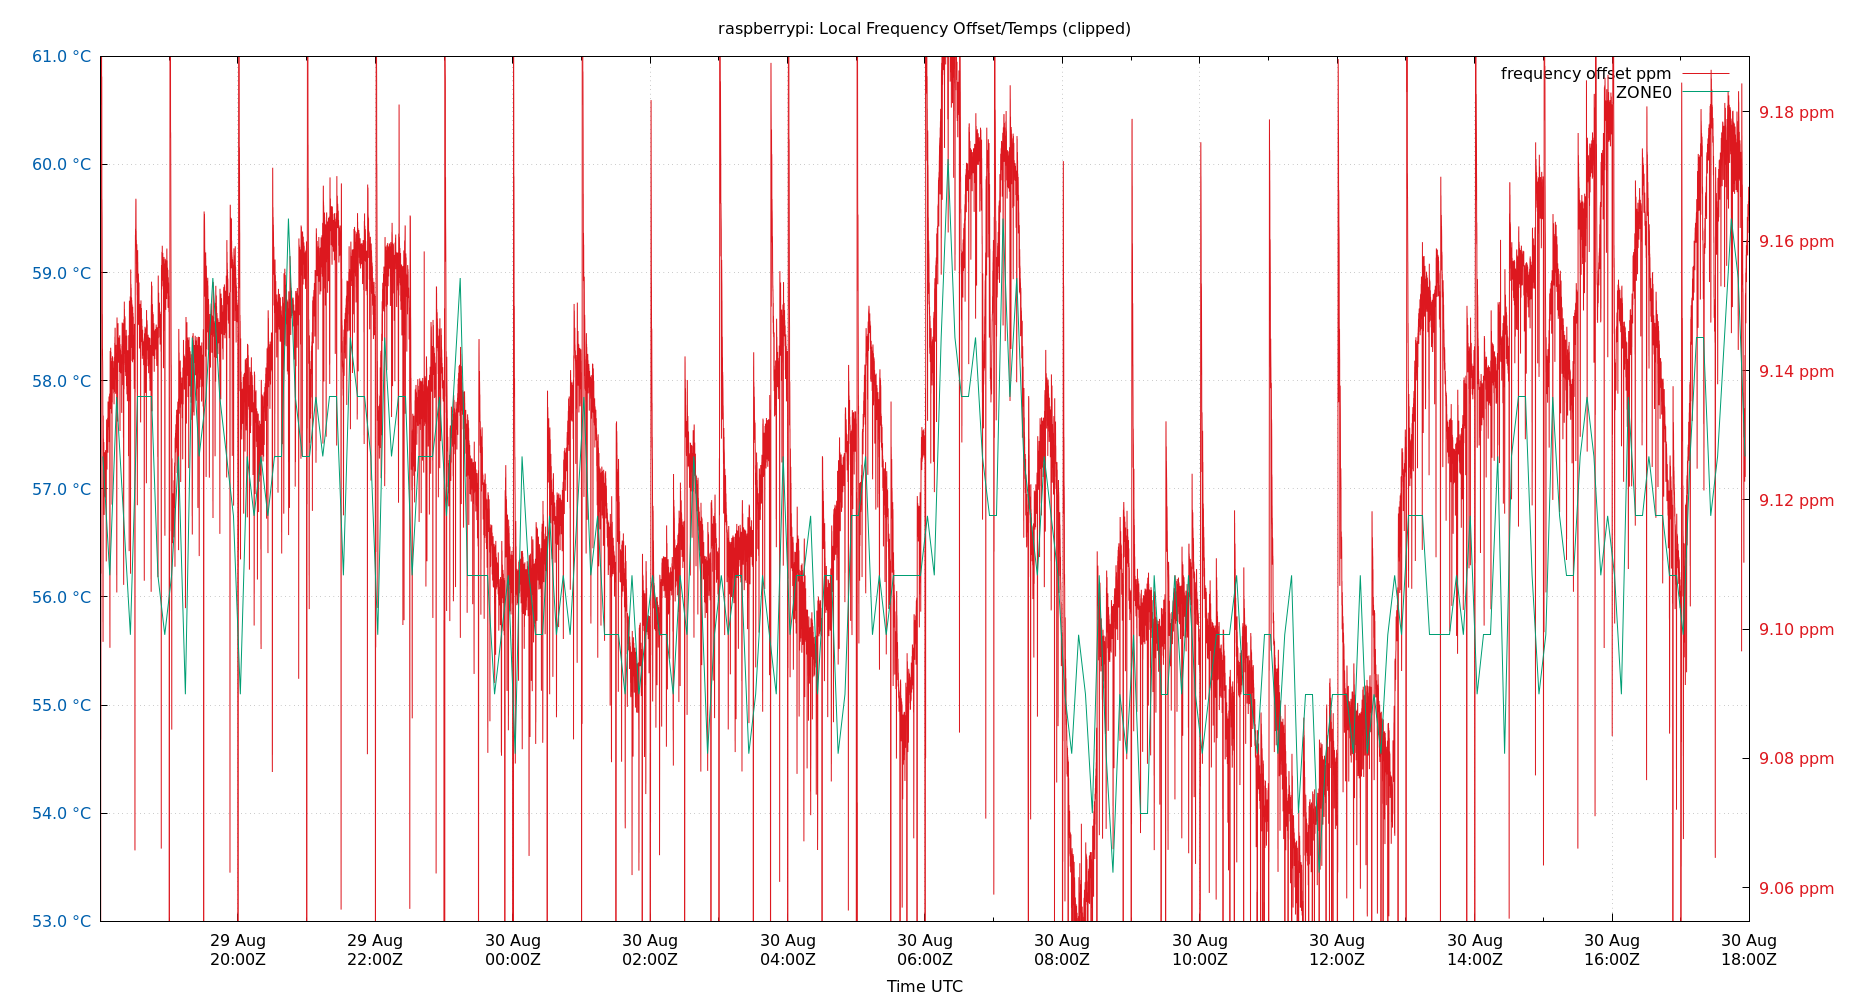 raspberrypi: Local Frequency Offset/Temps (clipped)
61.0 °C
60.0 °C
59.0 °C
58.0 °C
57.0 °C
56.0 °C
55.0 °C
54.0 °C
53.0 °C
frequency offset ppm
ZONE0
9.18 ppm
9.16 ppm
9.14 ppm
9.12 ppm
9.10 ppm
9.08 ppm
9.06 ppm
29 Aug
20:00Z
29 Aug
22:00Z
30 Aug
00:00Z
30 Aug
02:00Z
30 Aug
04:00Z
30 Aug
06:00Z
30 Aug
08:00Z
30 Aug
10:00Z
30 Aug
12:00Z
30 Aug
14:00Z
30 Aug
16:00Z
30 Aug
18:00Z
Time UTC